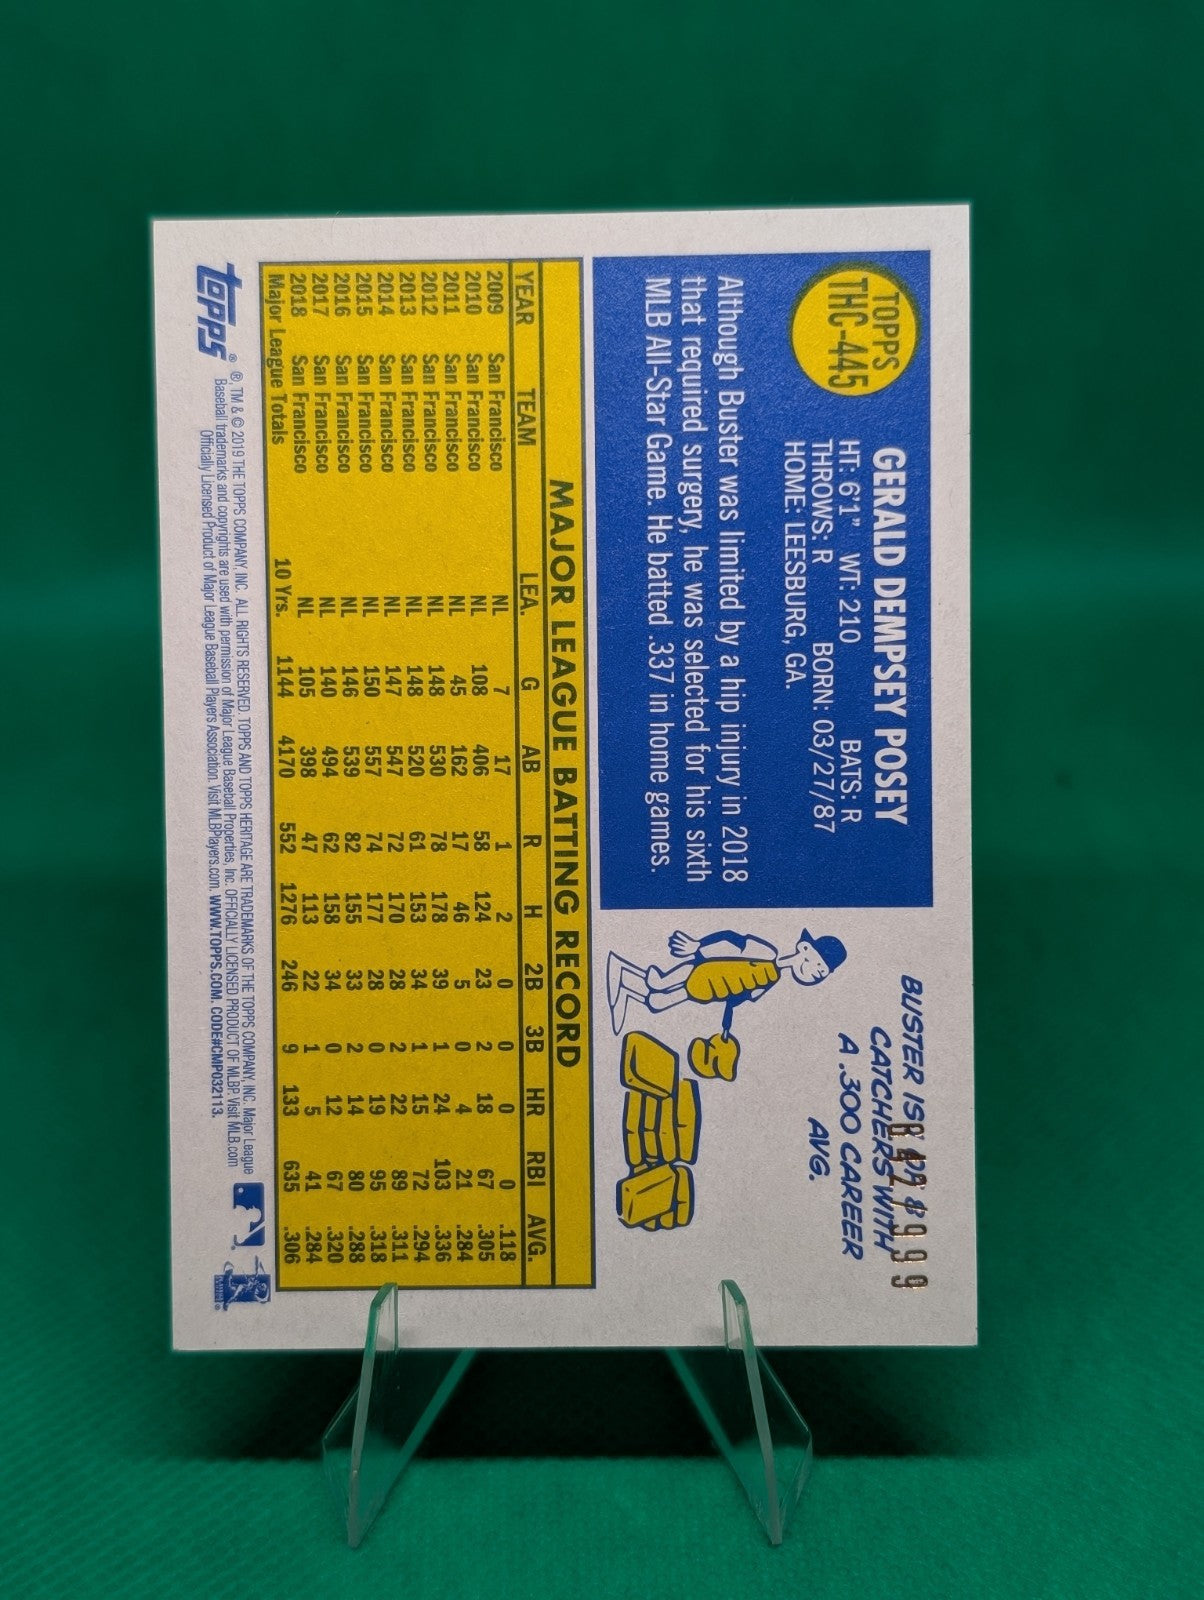 TOPPS
THC-445
GERALD DEMPSEY POSEY
HT: 6'1" WT: 210 BATS: R
THROWS: R BORN: 03/27/87
HOME: LEESBURG, GA.
Although Buster was limited by a hip injury in 2018
that required surgery, he was selected for his sixth
MLB All-Star Game. He batted .337 in home games.
BUSTER IS
CATCHERS WITH
A .300 CAREER
AVG.
/999
MAJOR LEAGUE BATTING RECORD
YEAR TEAM LEA. G AB R H 2B 3B HR RBI AVG.
2009 San Francisco NL 7 17 1 2 0 0 0 0 .118
2010 San Francisco NL 108 406 58 124 23 2 18 67 .305
2011 San Francisco NL 45 162 17 46 5 0 4 21 .284
2012 San Francisco NL 148 530 78 178 39 1 24 103 .336
2013 San Francisco NL 148 520 61 153 34 1 15 72 .294
2014 San Francisco NL 147 547 72 170 28 2 22 89 .311
2015 San Francisco NL 150 557 74 177 28 0 19 95 .318
2016 San Francisco NL 146 539 82 155 33 2 14 80 .288
2017 San Francisco NL 140 494 62 158 34 0 12 67 .320
2018 San Francisco NL 105 398 47 113 22 1 5 41 .284
Major League Totals 10 Yrs. 1144 4170 552 1276 246 9 133 635 .306
topps
®, TM & © 2019 THE TOPPS COMPANY, INC. ALL RIGHTS RESERVED. TOPPS AND TOPPS HERITAGE ARE TRADEMARKS OF THE TOPPS COMPANY, INC. Major League
Baseball trademarks and copyrights are used with permission of Major League Baseball Properties, Inc. OFFICIALLY LICENSED PRODUCT OF MLBP. Visit MLB.com
Officially Licensed Product of Major League Baseball Players Association. Visit MLBPlayers.com. WWW.TOPPS.COM. CODE#CMP032113.